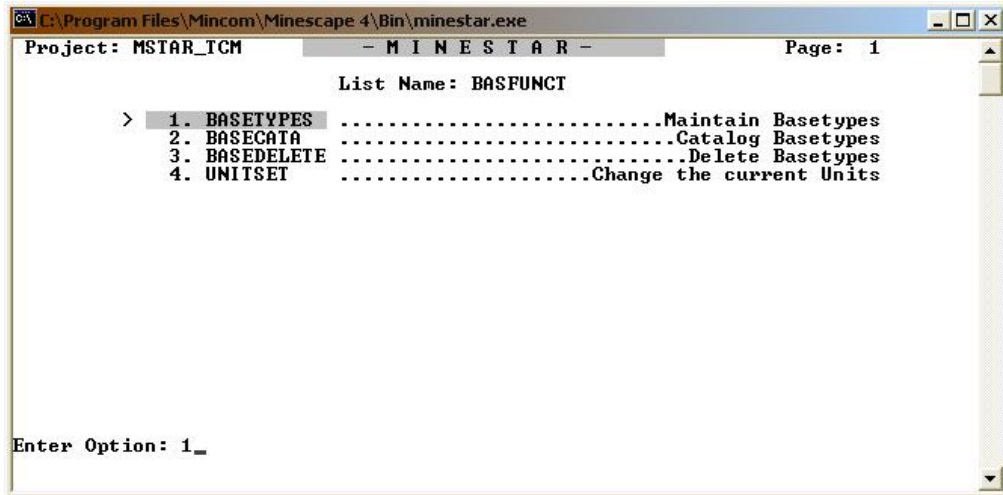 C:\Program Files\Mincom\Minescape 4\Bin\minestar.exe
Project: MSTAR_TCM - M I N E S T A R - Page: 1
List Name: BASFUNCT
> 1. BASETYPES ............................Maintain Basetypes
2. BASECATA .............................Catalog Basetypes
3. BASEDELETE ..............................Delete Basetypes
4. UNITSET ......................Change the current Units
Enter Option: 1_